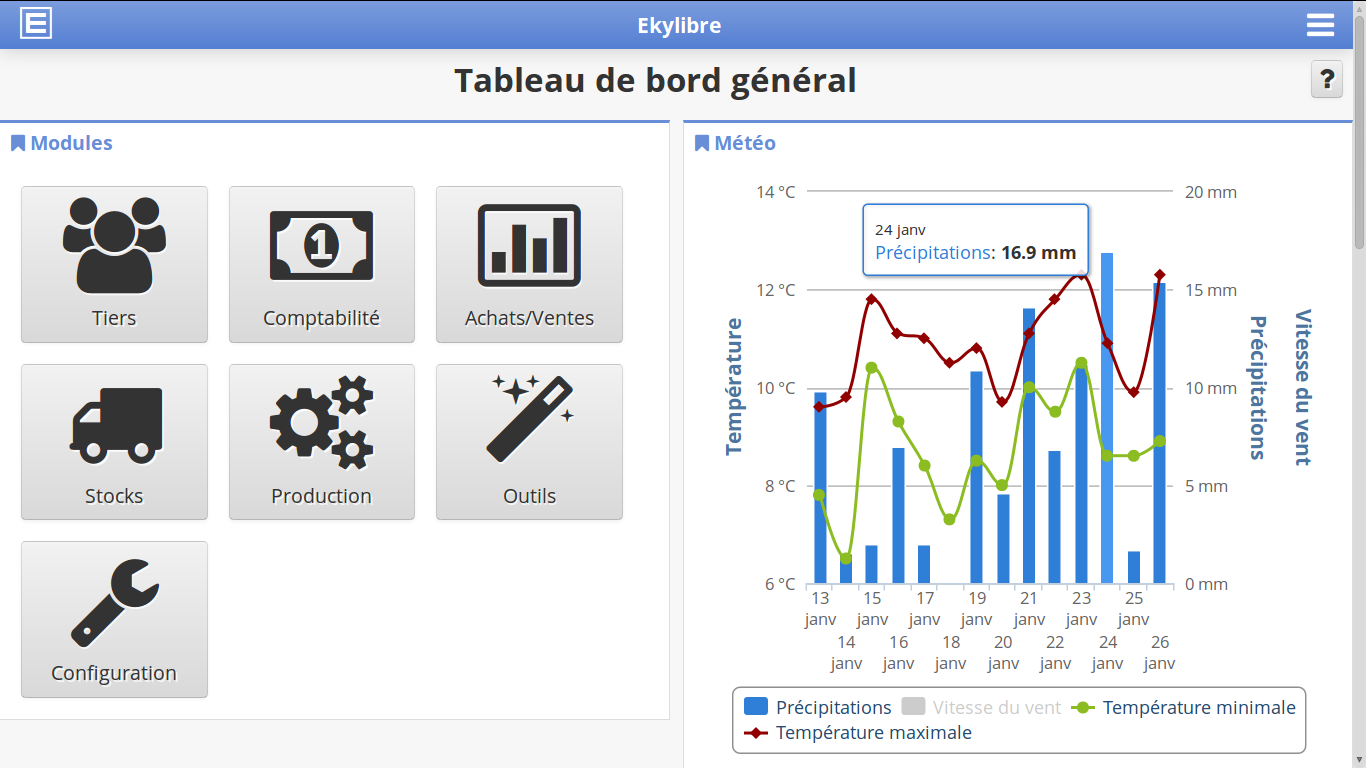 E
Ekylibre
Tableau de bord général
?
Modules
Tiers
Comptabilité
Achats/Ventes
Stocks
Production
Outils
Configuration
Météo
14 °C
12 °C
10 °C
8 °C
6 °C
Température
24 janv
Précipitations: 16.9 mm
20 mm
15 mm
10 mm
5 mm
0 mm
Précipitations
Vitesse du vent
13 janv
14 janv
15 janv
16 janv
17 janv
18 janv
19 janv
20 janv
21 janv
22 janv
23 janv
24 janv
25 janv
26 janv
Précipitations Vitesse du vent Température minimale
Température maximale